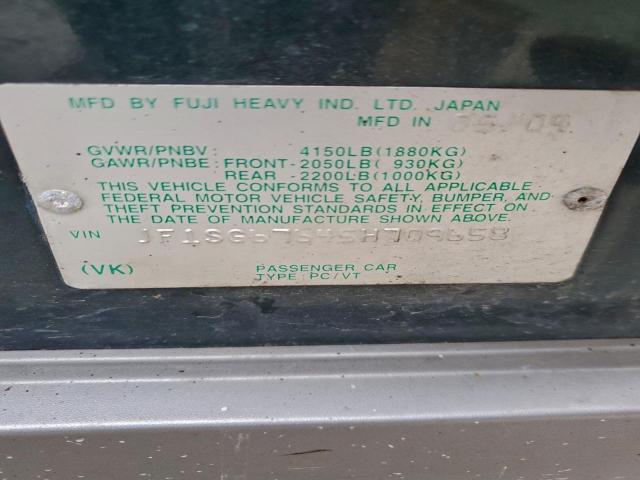 MFD BY FUJI HEAVY IND. LTD. JAPAN
MFD IN 05/04
GVWR/PNBV: 4150LB(1880KG)
GAWR/PNBE: FRONT-2050LB( 930KG)
REAR -2200LB(1000KG)
THIS VEHICLE CONFORMS TO ALL APPLICABLE
FEDERAL MOTOR VEHICLE SAFETY, BUMPER, AND
THEFT PREVENTION STANDARDS IN EFFECT ON
THE DATE OF MANUFACTURE SHOWN ABOVE.
VIN
(VK) PASSENGER CAR
TYPE: PC/VT